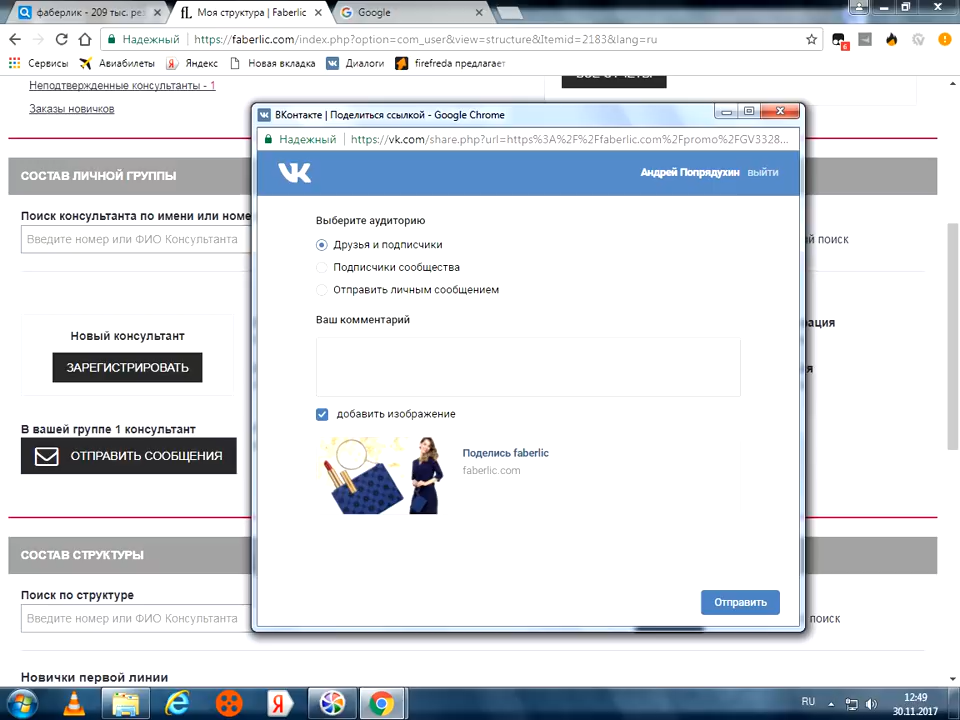 фаберлик - 209 тыс. рез
Моя структура | Faberlic
Google
Надежный
https://faberlic.com/index.php?option=com_user&view=structure&Itemid=2183&lang=ru
6
Сервисы
Авиабилеты
Яндекс
Новая вкладка
Диалоги
firefreda предлагает
Неподтвержденные консультанты - 1
Заказы новичков
ВСЕ ОТЧЕТЫ
ВКонтакте | Поделиться ссылкой - Google Chrome
Надежный
https://vk.com/share.php?url=https%3A%2F%2Ffaberlic.com%2Fpromo%2FGV3328...
Андрей Попрядухин
выйти
СОСТАВ ЛИЧНОЙ ГРУППЫ
Поиск консультанта по имени или номе
Введите номер или ФИО Консультанта
поиск
Выберите аудиторию
Друзья и подписчики
Подписчики сообщества
Отправить личным сообщением
Ваш комментарий
добавить изображение
Поделись faberlic
faberlic.com
Отправить
Новый консультант
ЗАРЕГИСТРИРОВАТЬ
В вашей группе 1 консультант
ОТПРАВИТЬ СООБЩЕНИЯ
СОСТАВ СТРУКТУРЫ
Поиск по структуре
Введите номер или ФИО Консультанта
поиск
Новички первой линии
RU
12:49
30.11.2017